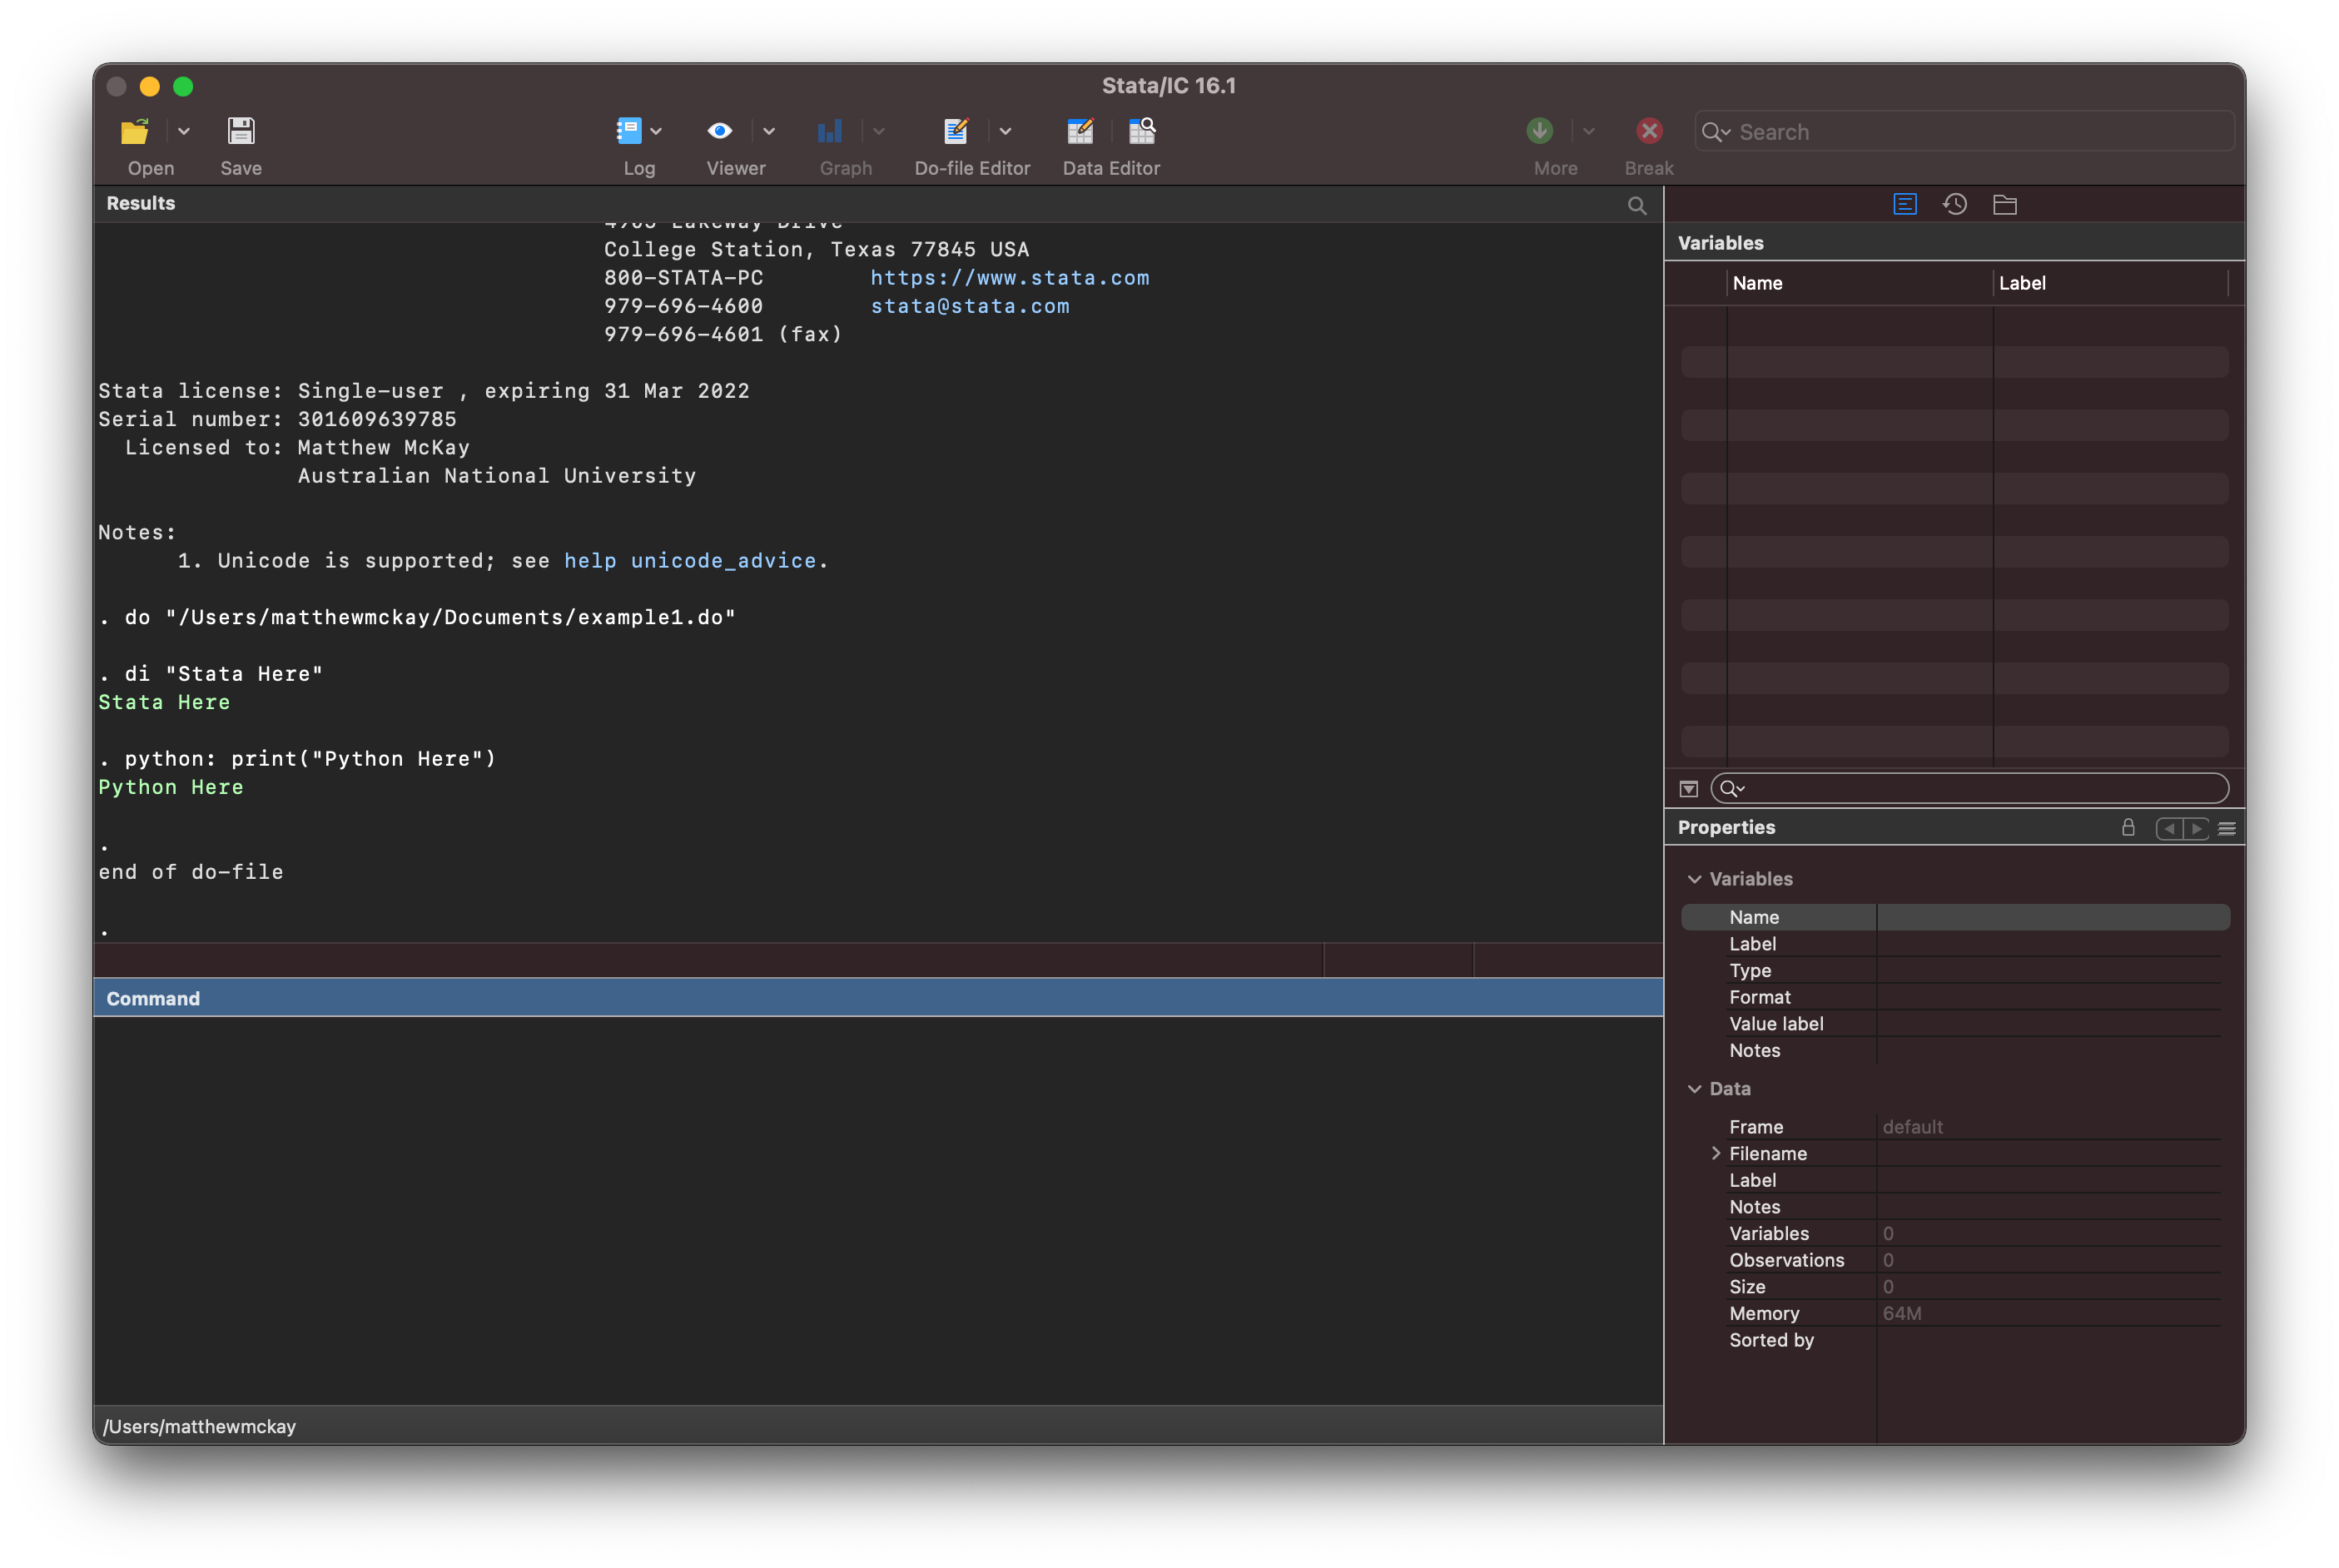 Stata/IC 16.1
Open
Save
Log
Viewer
Graph
Do-file Editor
Data Editor
More
Break
Search
Results
4905 Lakeway Drive
College Station, Texas 77845 USA
800-STATA-PC https://www.stata.com
979-696-4600 stata@stata.com
979-696-4601 (fax)
Stata license: Single-user , expiring 31 Mar 2022
Serial number: 301609639785
Licensed to: Matthew McKay
Australian National University
Notes:
1. Unicode is supported; see help unicode_advice.
. do "/Users/matthewmckay/Documents/example1.do"
. di "Stata Here"
Stata Here
. python: print("Python Here")
Python Here
.
end of do-file
.
Command
/Users/matthewmckay
Variables
Name Label
Properties
Variables
Name
Label
Type
Format
Value label
Notes
Data
Frame default
Filename
Label
Notes
Variables 0
Observations 0
Size 0
Memory 64M
Sorted by